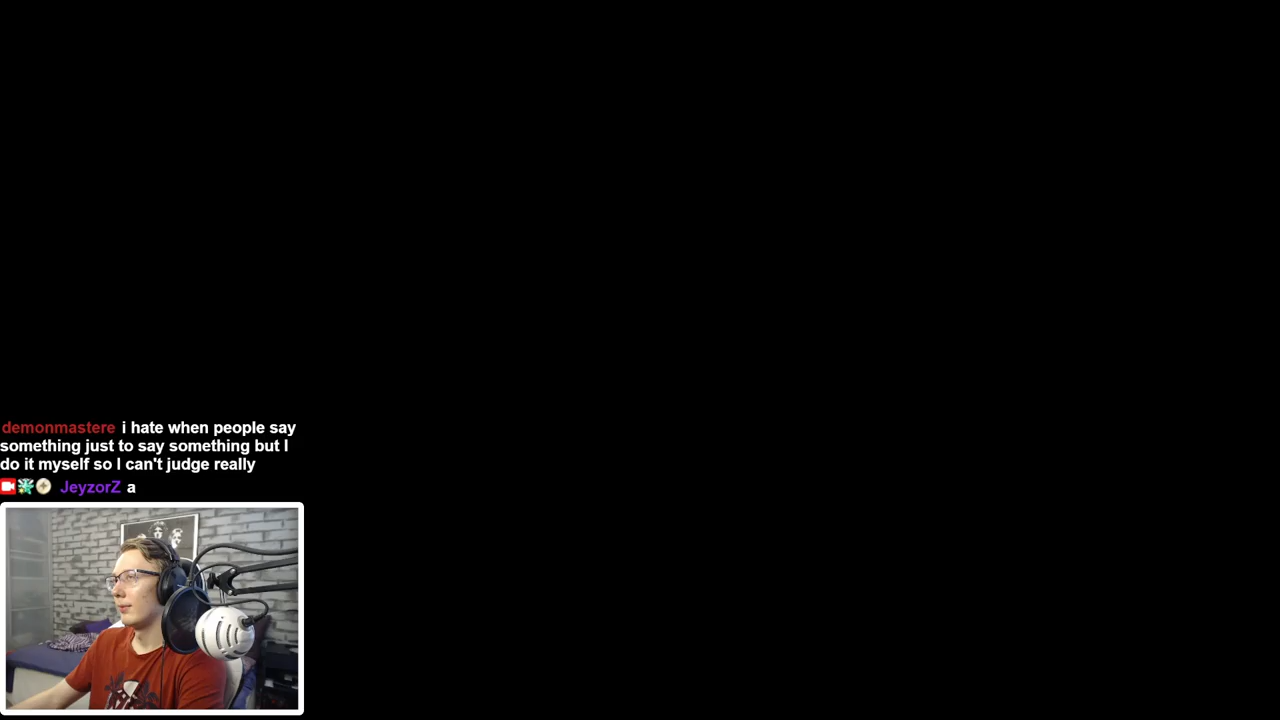 demonmastere i hate when people say
something just to say something but I
do it myself so I can't judge really
JeyzorZ a